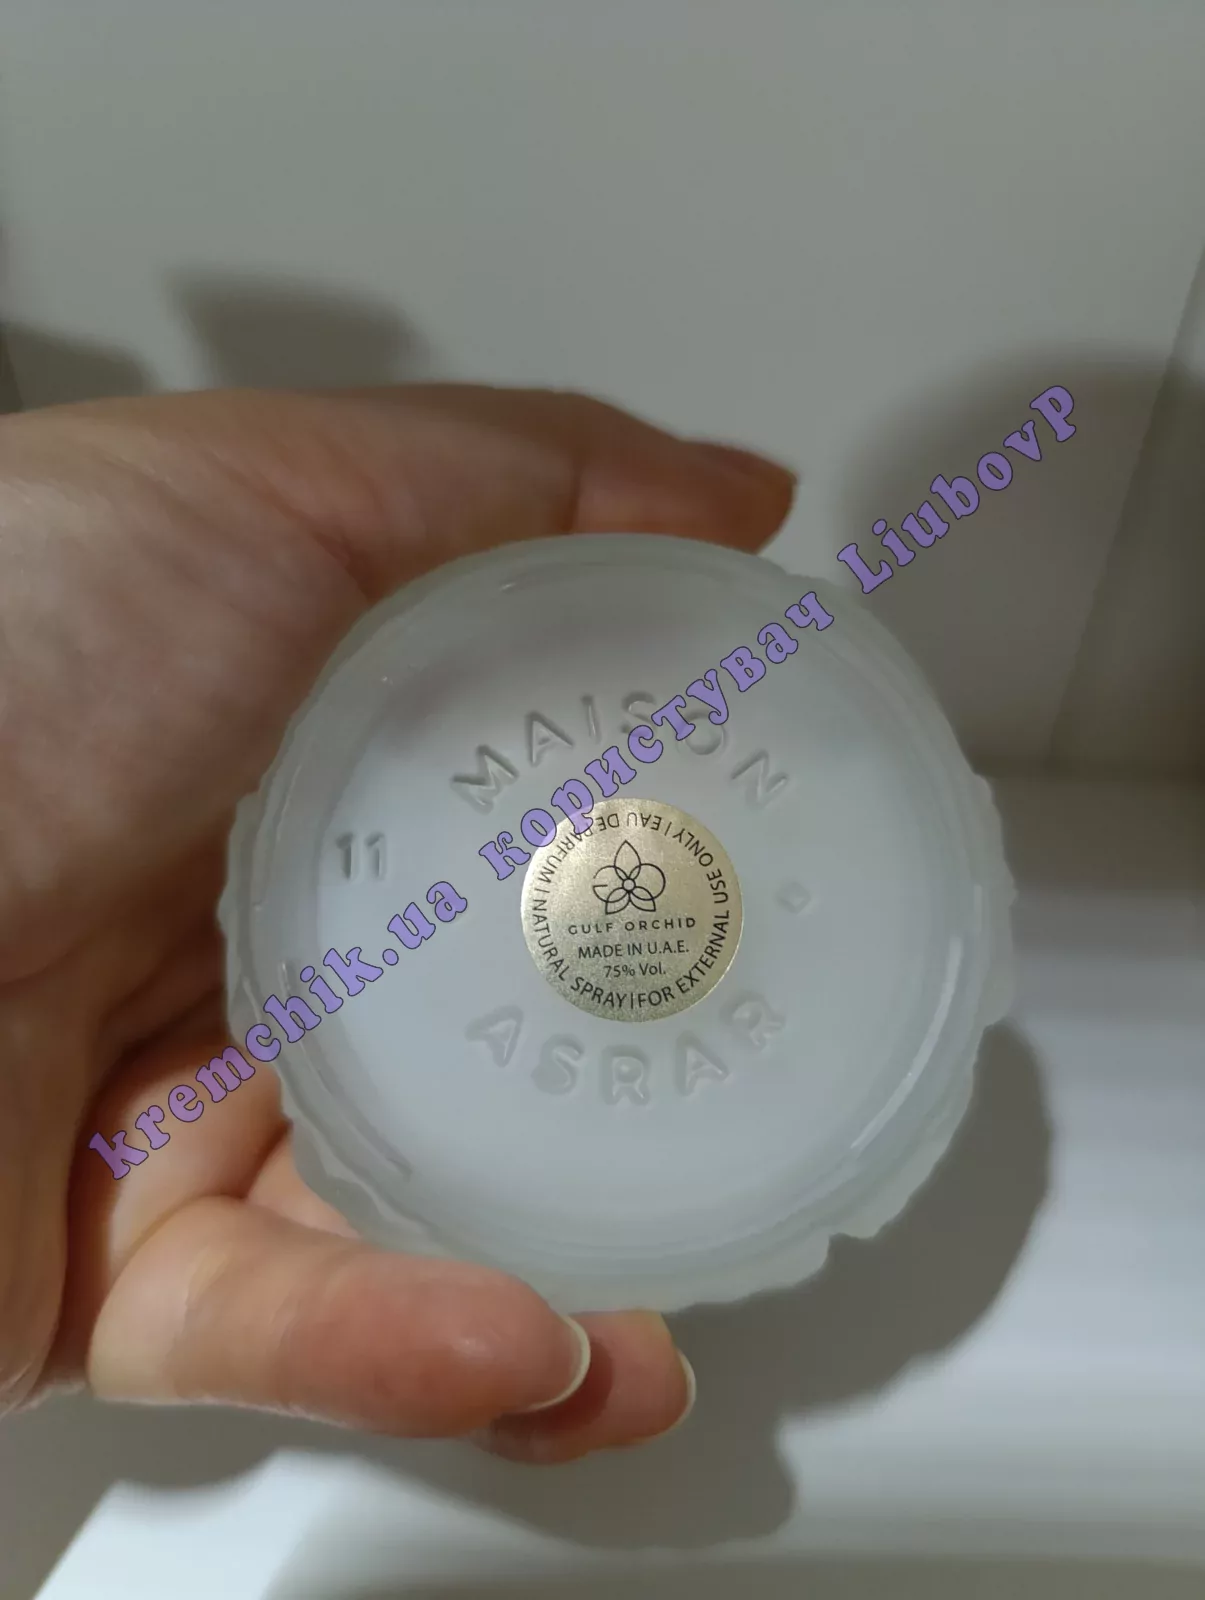 MAISON
11
EAU DE PARFUM | NATURAL SPRAY | FOR EXTERNAL USE ONLY |
GULF ORCHID
MADE IN U.A.E.
75% Vol.
ASRAR
kremchik.ua користувач Liubovp